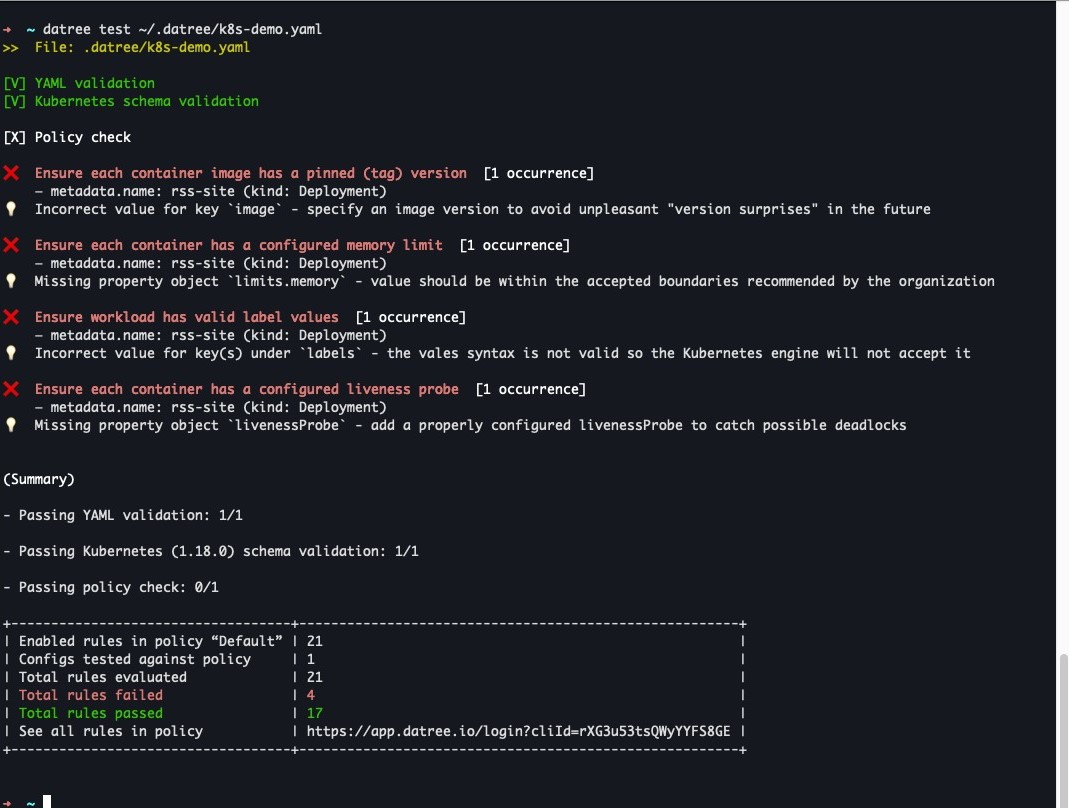 → ~ datree test ~/.datree/k8s-demo.yaml
>> File: .datree/k8s-demo.yaml
[V] YAML validation
[V] Kubernetes schema validation
[X] Policy check
❌ Ensure each container image has a pinned (tag) version [1 occurrence]
— metadata.name: rss-site (kind: Deployment)
💡 Incorrect value for key `image` - specify an image version to avoid unpleasant "version surprises" in the future
❌ Ensure each container has a configured memory limit [1 occurrence]
— metadata.name: rss-site (kind: Deployment)
💡 Missing property object `limits.memory` - value should be within the accepted boundaries recommended by the organization
❌ Ensure workload has valid label values [1 occurrence]
— metadata.name: rss-site (kind: Deployment)
💡 Incorrect value for key(s) under `labels` - the vales syntax is not valid so the Kubernetes engine will not accept it
❌ Ensure each container has a configured liveness probe [1 occurrence]
— metadata.name: rss-site (kind: Deployment)
💡 Missing property object `livenessProbe` - add a properly configured livenessProbe to catch possible deadlocks
(Summary)
- Passing YAML validation: 1/1
- Passing Kubernetes (1.18.0) schema validation: 1/1
- Passing policy check: 0/1
+-----------------------------------+-------------------------------------------------------+
| Enabled rules in policy “Default” | 21 |
| Configs tested against policy | 1 |
| Total rules evaluated | 21 |
| Total rules failed | 4 |
| Total rules passed | 17 |
| See all rules in policy | https://app.datree.io/login?cliId=rXG3u53tsQWyYYFS8GE |
+-----------------------------------+-------------------------------------------------------+
→ ~